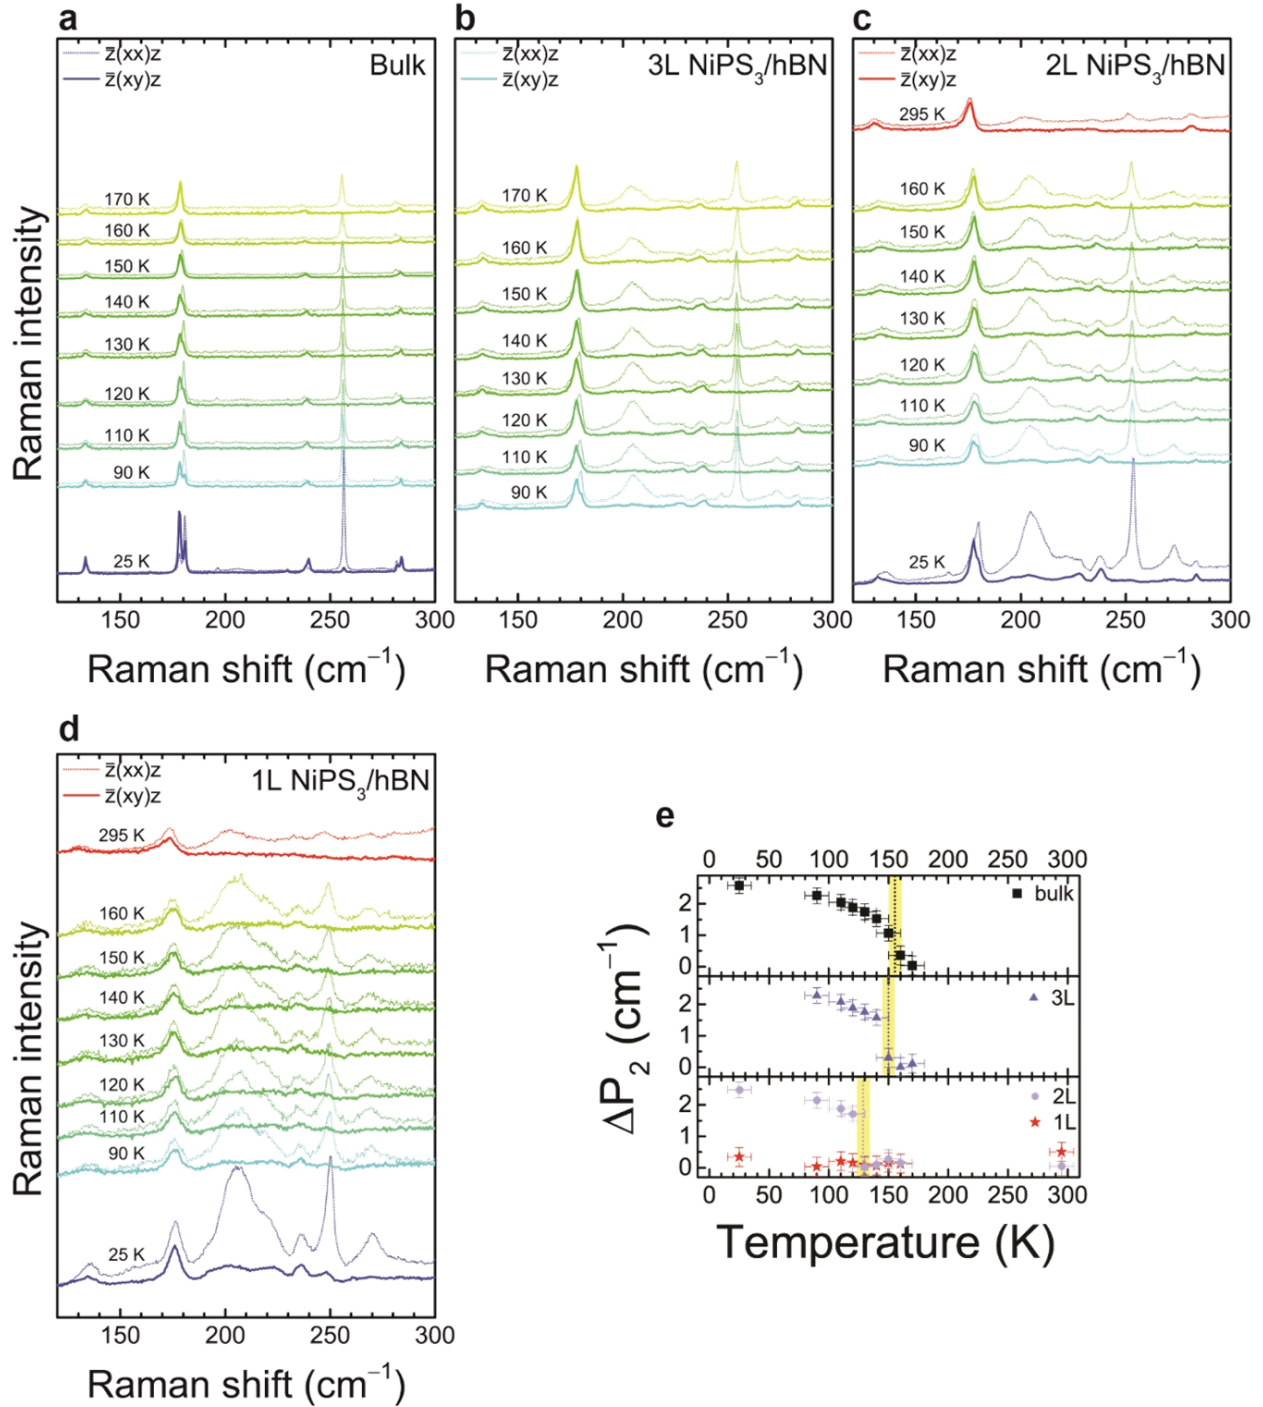 a
z̅(xx)z
z̅(xy)z
Bulk
170 K
160 K
150 K
140 K
130 K
120 K
110 K
90 K
25 K
150 200 250 300
Raman shift (cm⁻¹)
Raman intensity
b
z̅(xx)z
z̅(xy)z
3L NiPS₃/hBN
170 K
160 K
150 K
140 K
130 K
120 K
110 K
90 K
150 200 250 300
Raman shift (cm⁻¹)
c
z̅(xx)z
z̅(xy)z
2L NiPS₃/hBN
295 K
160 K
150 K
140 K
130 K
120 K
110 K
90 K
25 K
150 200 250 300
Raman shift (cm⁻¹)
d
z̅(xx)z
z̅(xy)z
1L NiPS₃/hBN
295 K
160 K
150 K
140 K
130 K
120 K
110 K
90 K
25 K
150 200 250 300
Raman shift (cm⁻¹)
Raman intensity
e
0 50 100 150 200 250 300
bulk
2
1
0
3L
2
1
0
2L
1L
2
1
0
0 50 100 150 200 250 300
Temperature (K)
ΔP₂ (cm⁻¹)